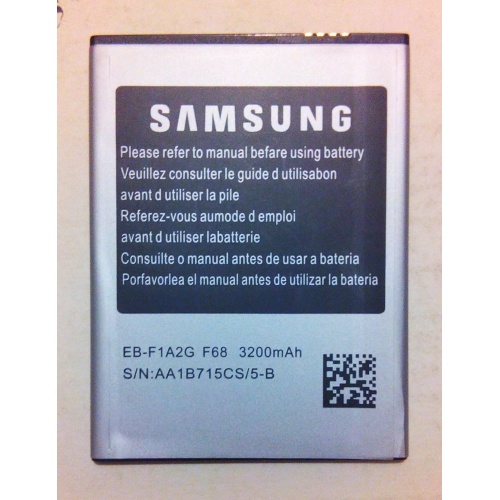 SAMSUNG
Please refer to manual befare using battery
Veuillez consulter le guide d utilisabon
avant d utiliser la pile
Referez-vous aumode d emploi
avant d utiliser labatterie
Consuilte o manual antes de usar a bateria
Porfavorlea el manual antes de utilizar la bateria
EB-F1A2G F68 3200mAh
S/N:AA1B715CS/5-B